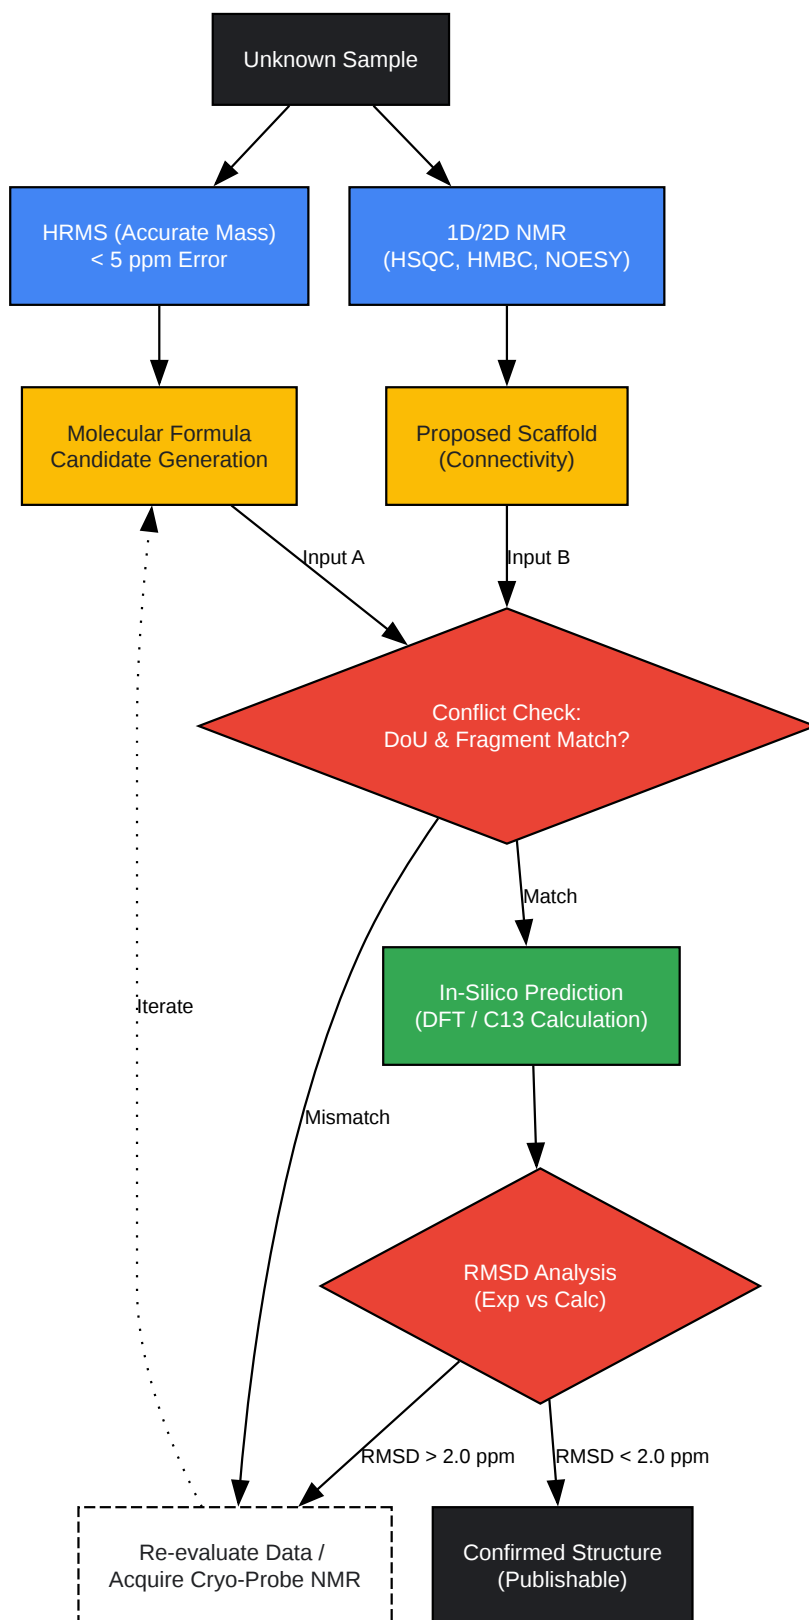 Unknown Sample
HRMS (Accurate Mass)
< 5 ppm Error
1D/2D NMR
(HSQC, HMBC, NOESY)
Molecular Formula
Candidate Generation
Proposed Scaffold
(Connectivity)
Input A
Input B
Conflict Check:
DoU & Fragment Match?
Match
In-Silico Prediction
(DFT / C13 Calculation)
Iterate
Mismatch
RMSD Analysis
(Exp vs Calc)
RMSD > 2.0 ppm
RMSD < 2.0 ppm
Re-evaluate Data /
Acquire Cryo-Probe NMR
Confirmed Structure
(Publishable)